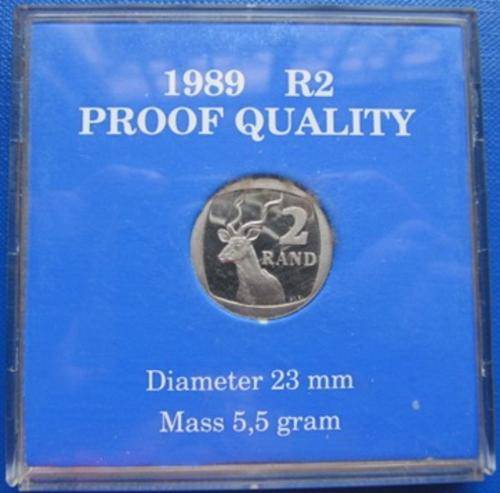 1989 R2
PROOF QUALITY
2
RAND
Diameter 23 mm
Mass 5,5 gram